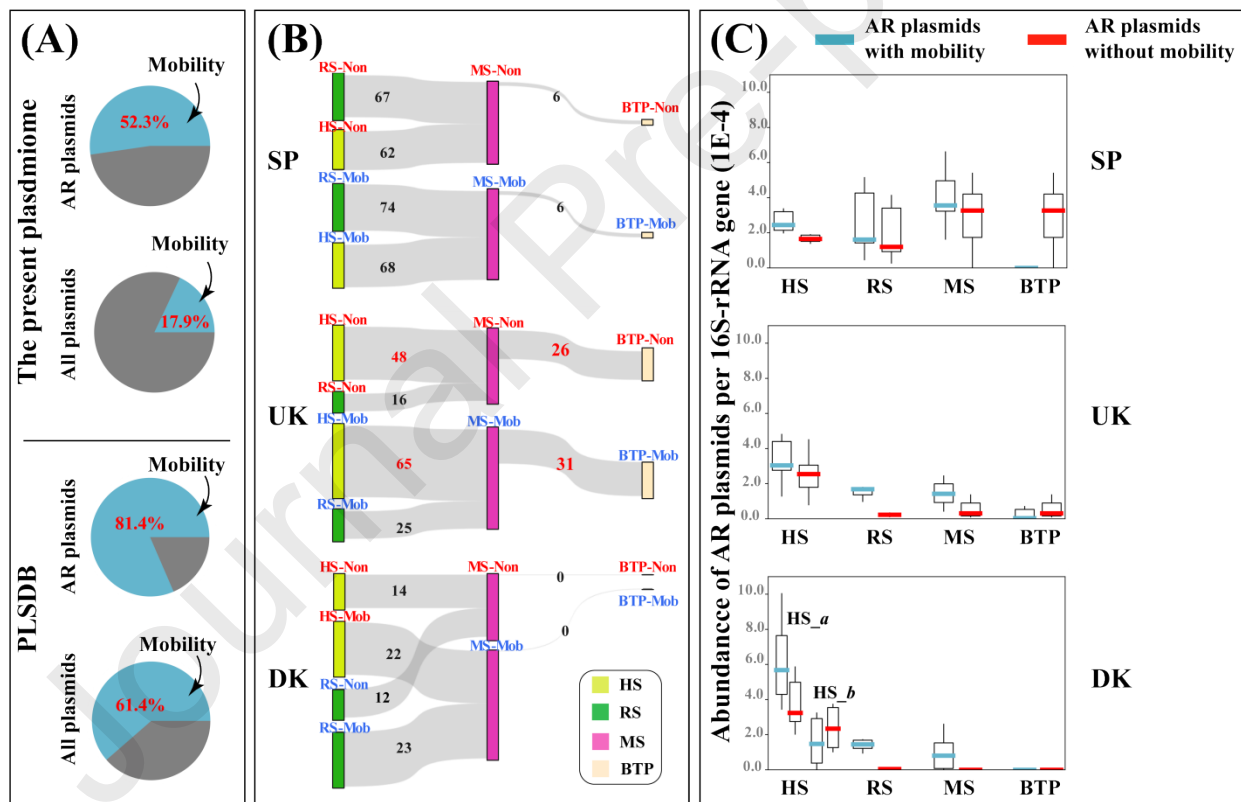 (A)
Mobility
52.3%
AR plasmids
Mobility
17.9%
All plasmids
The present plasdmiome
Mobility
81.4%
AR plasmids
Mobility
61.4%
All plasmids
PLSDB
(B)
SP
RS-Non
67
MS-Non
6
BTP-Non
HS-Non
62
RS-Mob
74
MS-Mob
6
BTP-Mob
HS-Mob
68
UK
HS-Non
48
MS-Non
26
BTP-Non
RS-Non
16
HS-Mob
65
MS-Mob
31
BTP-Mob
RS-Mob
25
DK
HS-Non
14
MS-Non
0
BTP-Non
BTP-Mob
HS-Mob
22
MS-Mob
0
RS-Non
12
RS-Mob
23
HS
RS
MS
BTP
(C)
AR plasmids
with mobility
AR plasmids
without mobility
Abundancce of AR plasmids per 16S-rRNA gene (1E-4)
10.0
8.0
6.0
4.0
2.0
0.0
HS RS MS BTP
SP
10.0
8.0
6.0
4.0
2.0
0.0
HS RS MS BTP
UK
10.0
8.0
6.0
4.0
2.0
0.0
HS_a
HS_b
HS RS MS BTP
DK
Journal Pre-p